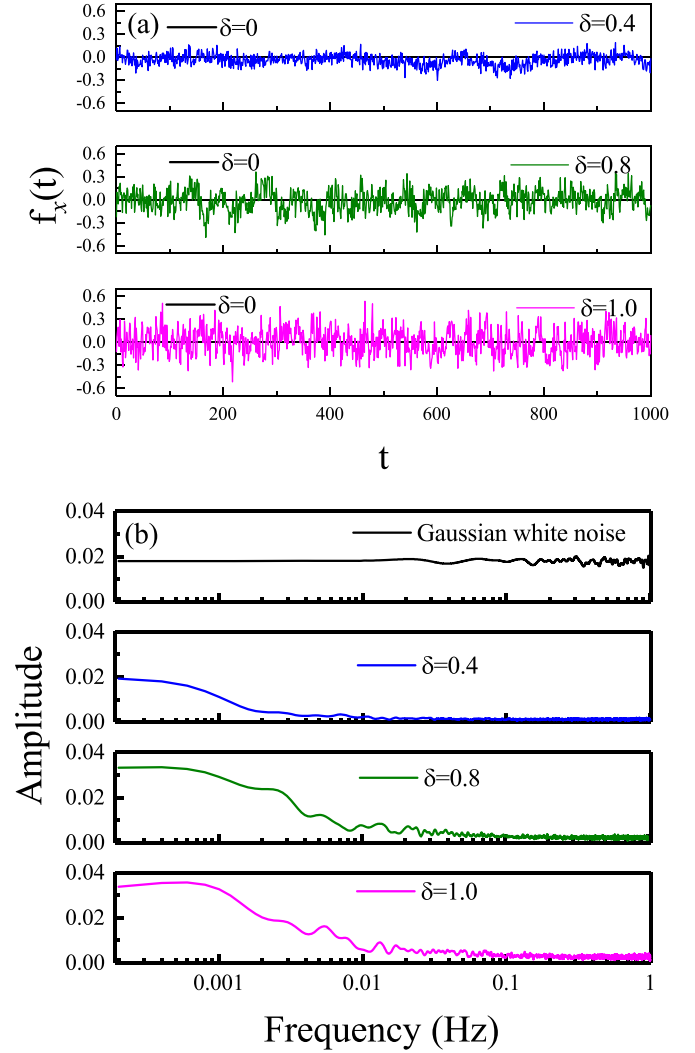 (a)
δ=0 δ=0.4
0.6
0.3
0.0
-0.3
-0.6
δ=0 δ=0.8
0.6
0.3
0.0
-0.3
-0.6
f_x(t)
δ=0 δ=1.0
0.6
0.3
0.0
-0.3
-0.6
0 200 400 600 800 1000
t
(b)
Gaussian white noise
0.04
0.02
0.00
δ=0.4
0.04
0.02
0.00
Amplitude
δ=0.8
0.04
0.02
0.00
δ=1.0
0.04
0.02
0.00
0.001 0.01 0.1 1
Frequency (Hz)